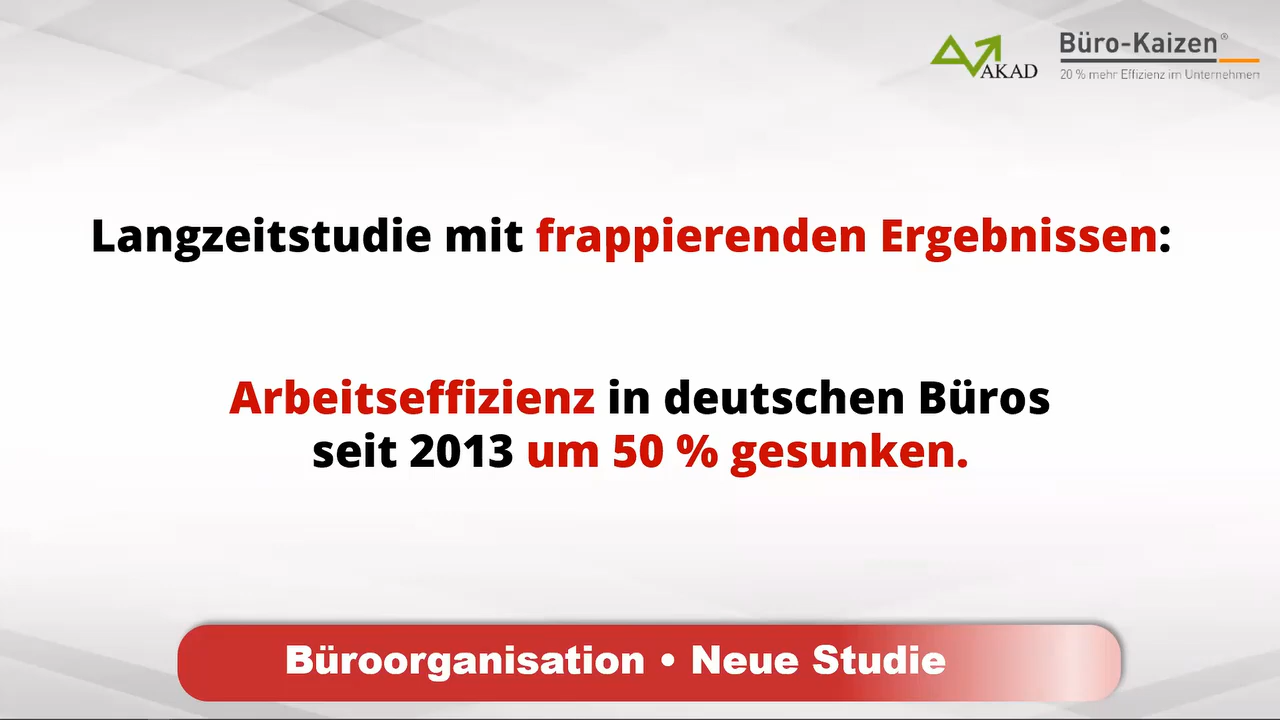 AKAD
Büro-Kaizen®
20 % mehr Effizienz im Unternehmen
Langzeitstudie mit frappierenden Ergebnissen:
Arbeitseffizienz in deutschen Büros
seit 2013 um 50 % gesunken.
Büroorganisation • Neue Studie